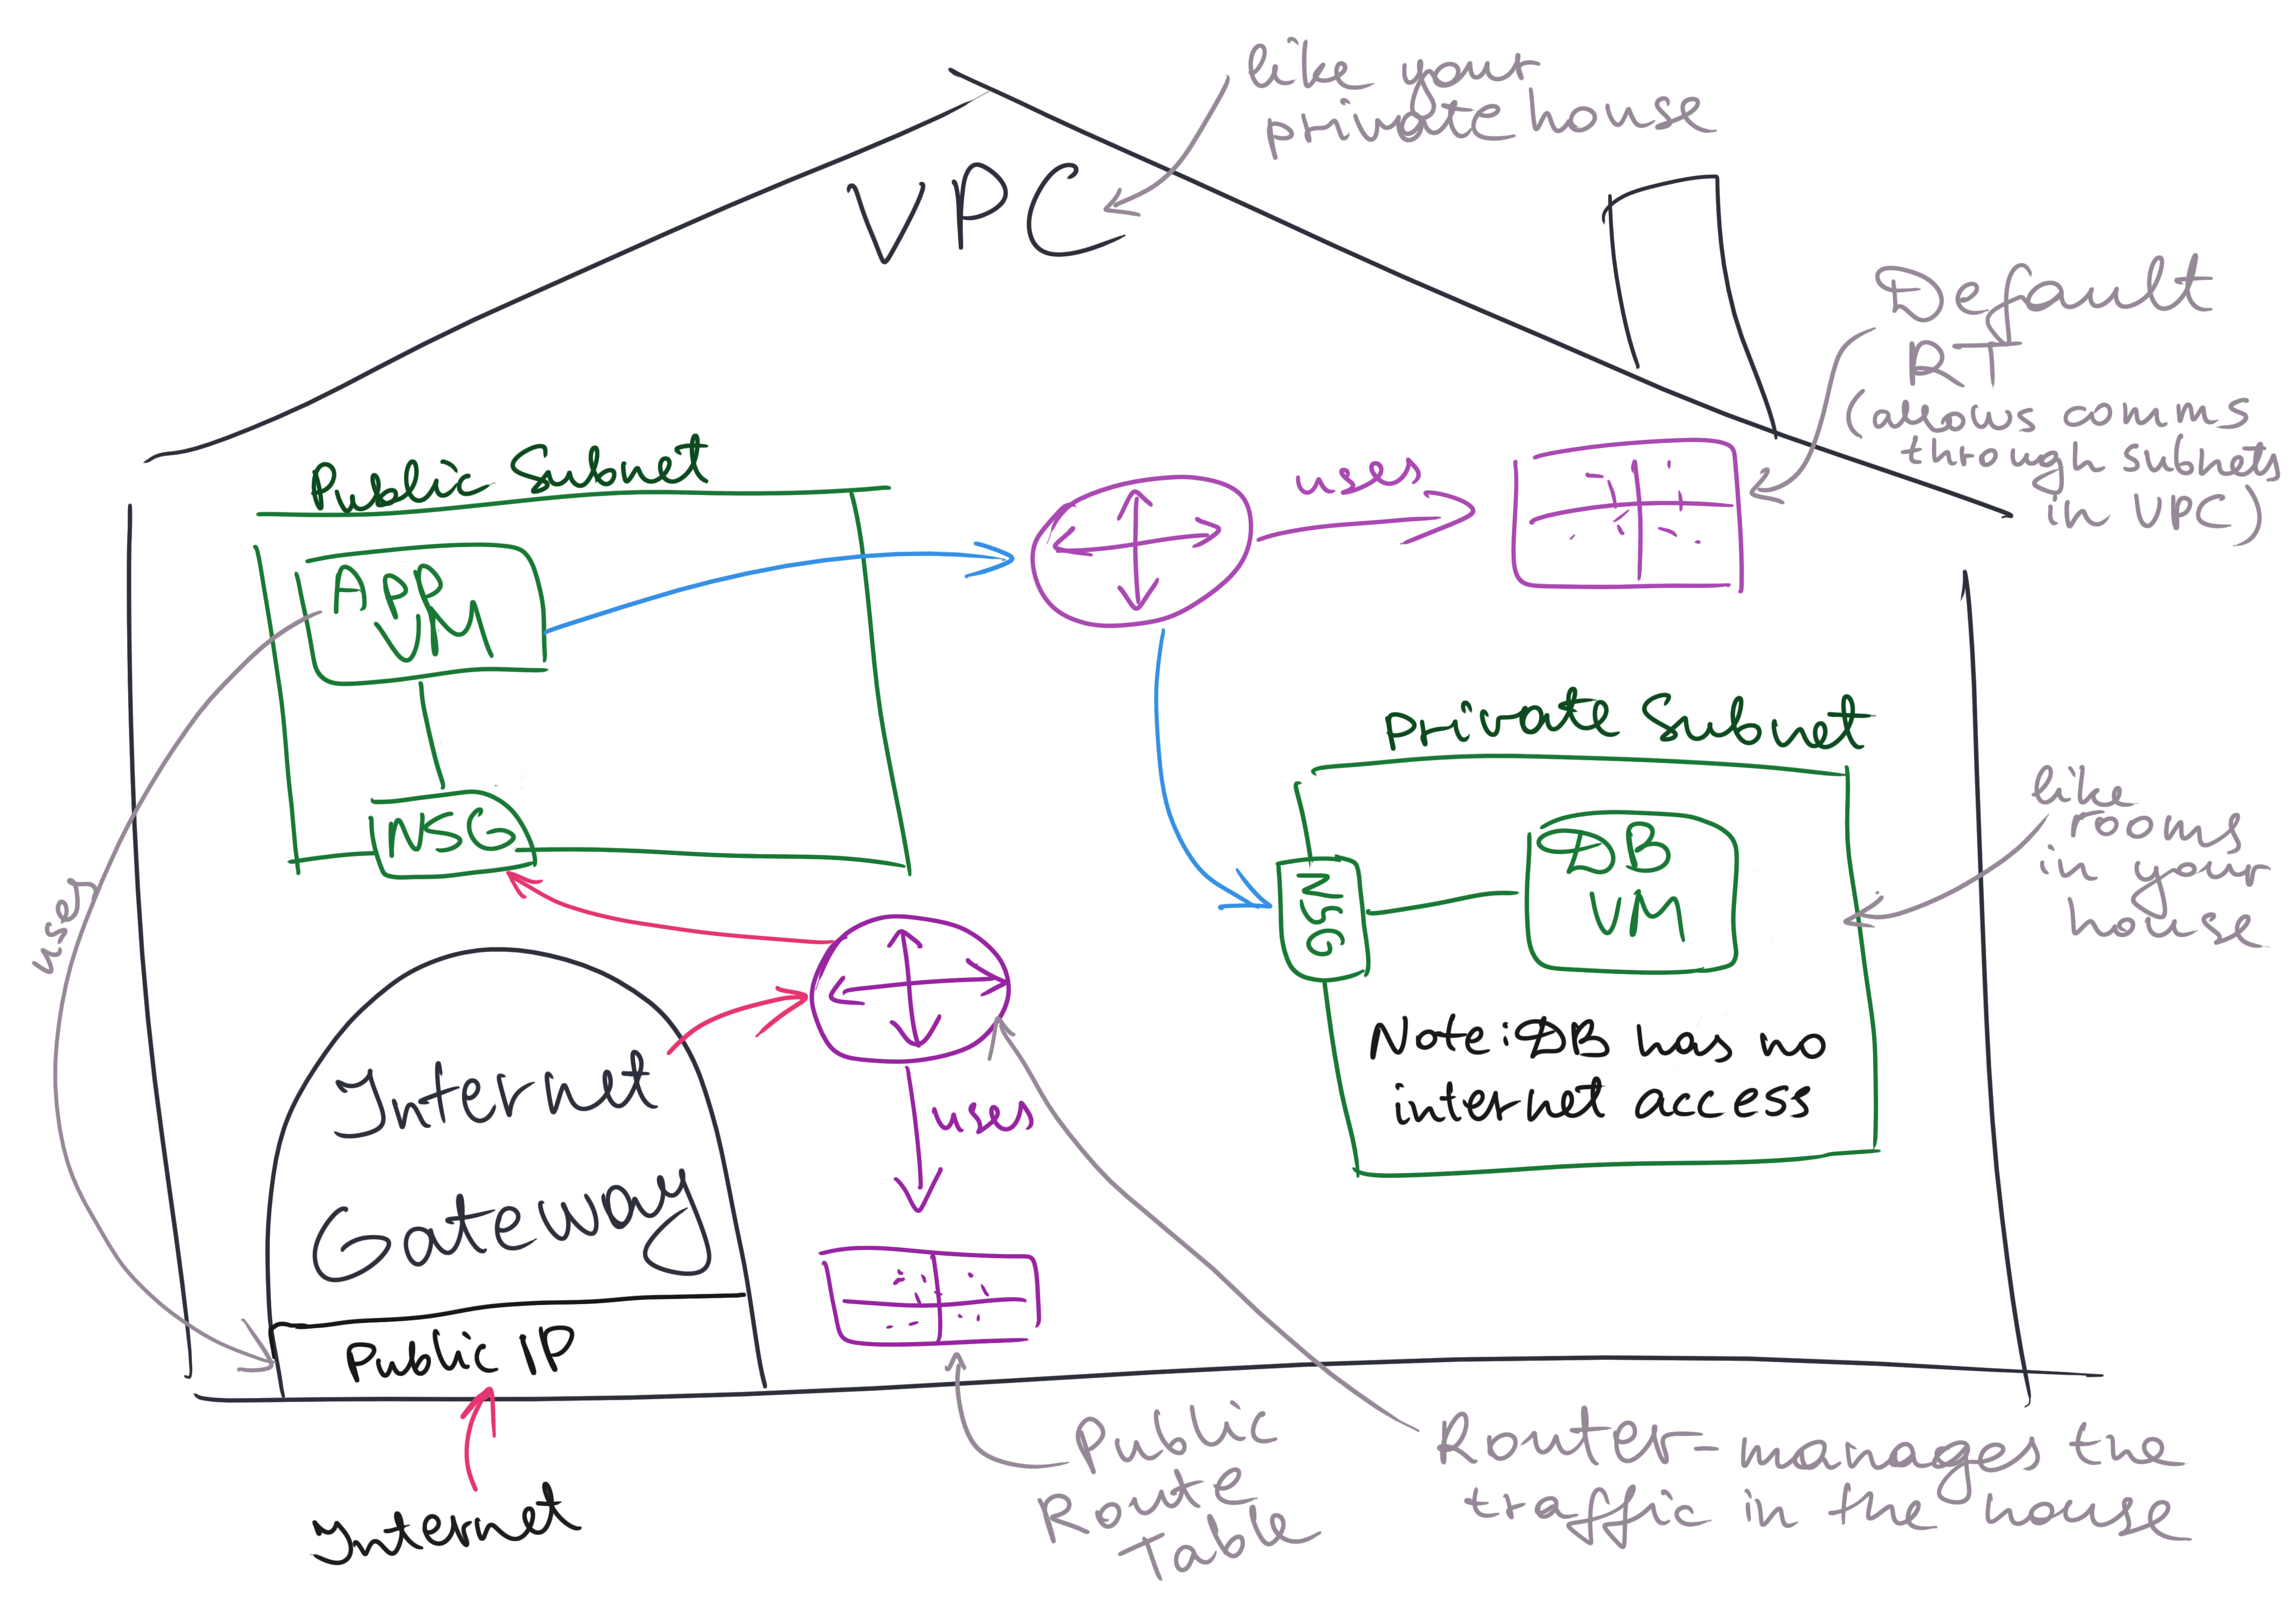 like your
private house
VPC
Default
RT
(allows comms
through subnets
in VPC)
Public Subnet
uses
APP
VM
NSG
private Subnet
like
rooms
in your
house
DB
VM
NSG
Note: DB has no
internet access
uses
Internet
Gateway
uses
Public IP
Internet
Public
Route
Table
Router - manages the
traffic in the house